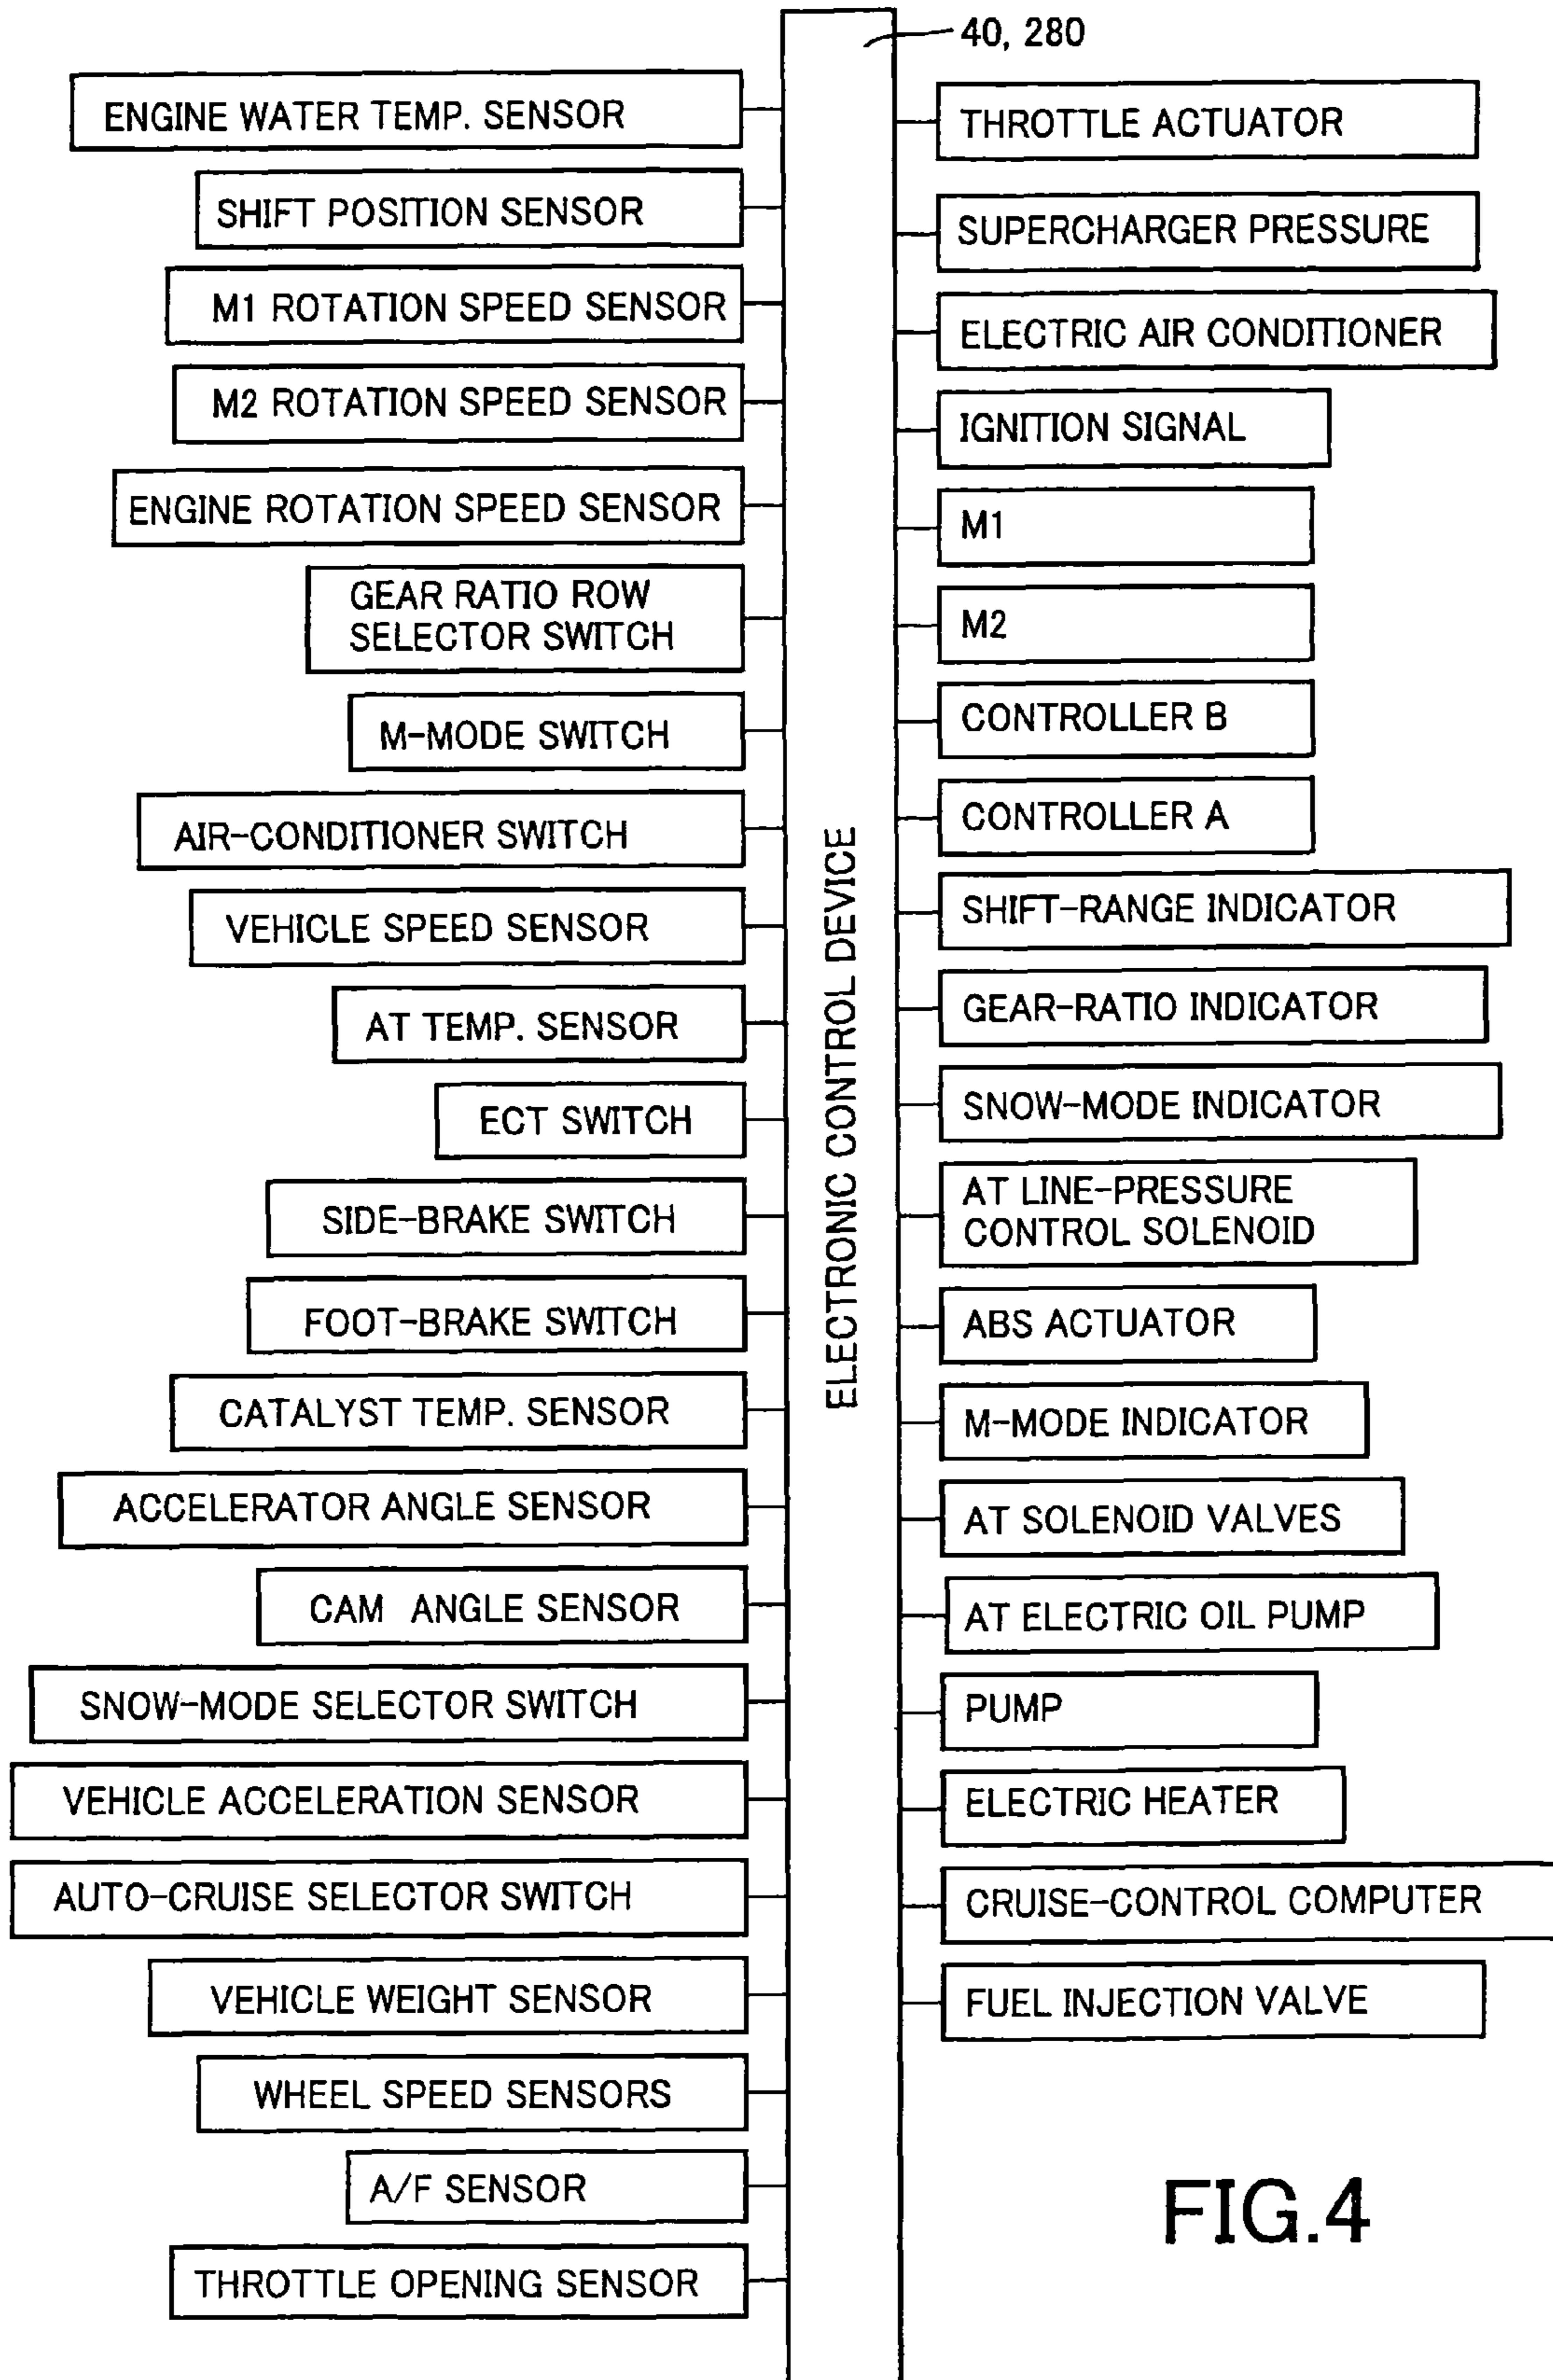 40, 280
ENGINE WATER TEMP. SENSOR
SHIFT POSITION SENSOR
M1 ROTATION SPEED SENSOR
M2 ROTATION SPEED SENSOR
ENGINE ROTATION SPEED SENSOR
GEAR RATIO ROW
SELECTOR SWITCH
M-MODE SWITCH
AIR-CONDITIONER SWITCH
VEHICLE SPEED SENSOR
AT TEMP. SENSOR
ECT SWITCH
SIDE-BRAKE SWITCH
FOOT-BRAKE SWITCH
CATALYST TEMP. SENSOR
ACCELERATOR ANGLE SENSOR
CAM ANGLE SENSOR
SNOW-MODE SELECTOR SWITCH
VEHICLE ACCELERATION SENSOR
AUTO-CRUISE SELECTOR SWITCH
VEHICLE WEIGHT SENSOR
WHEEL SPEED SENSORS
A/F SENSOR
THROTTLE OPENING SENSOR
ELECTRONIC CONTROL DEVICE
THROTTLE ACTUATOR
SUPERCHARGER PRESSURE
ELECTRIC AIR CONDITIONER
IGNITION SIGNAL
M1
M2
CONTROLLER B
CONTROLLER A
SHIFT-RANGE INDICATOR
GEAR-RATIO INDICATOR
SNOW-MODE INDICATOR
AT LINE-PRESSURE
CONTROL SOLENOID
ABS ACTUATOR
M-MODE INDICATOR
AT SOLENOID VALVES
AT ELECTRIC OIL PUMP
PUMP
ELECTRIC HEATER
CRUISE-CONTROL COMPUTER
FUEL INJECTION VALVE
FIG.4